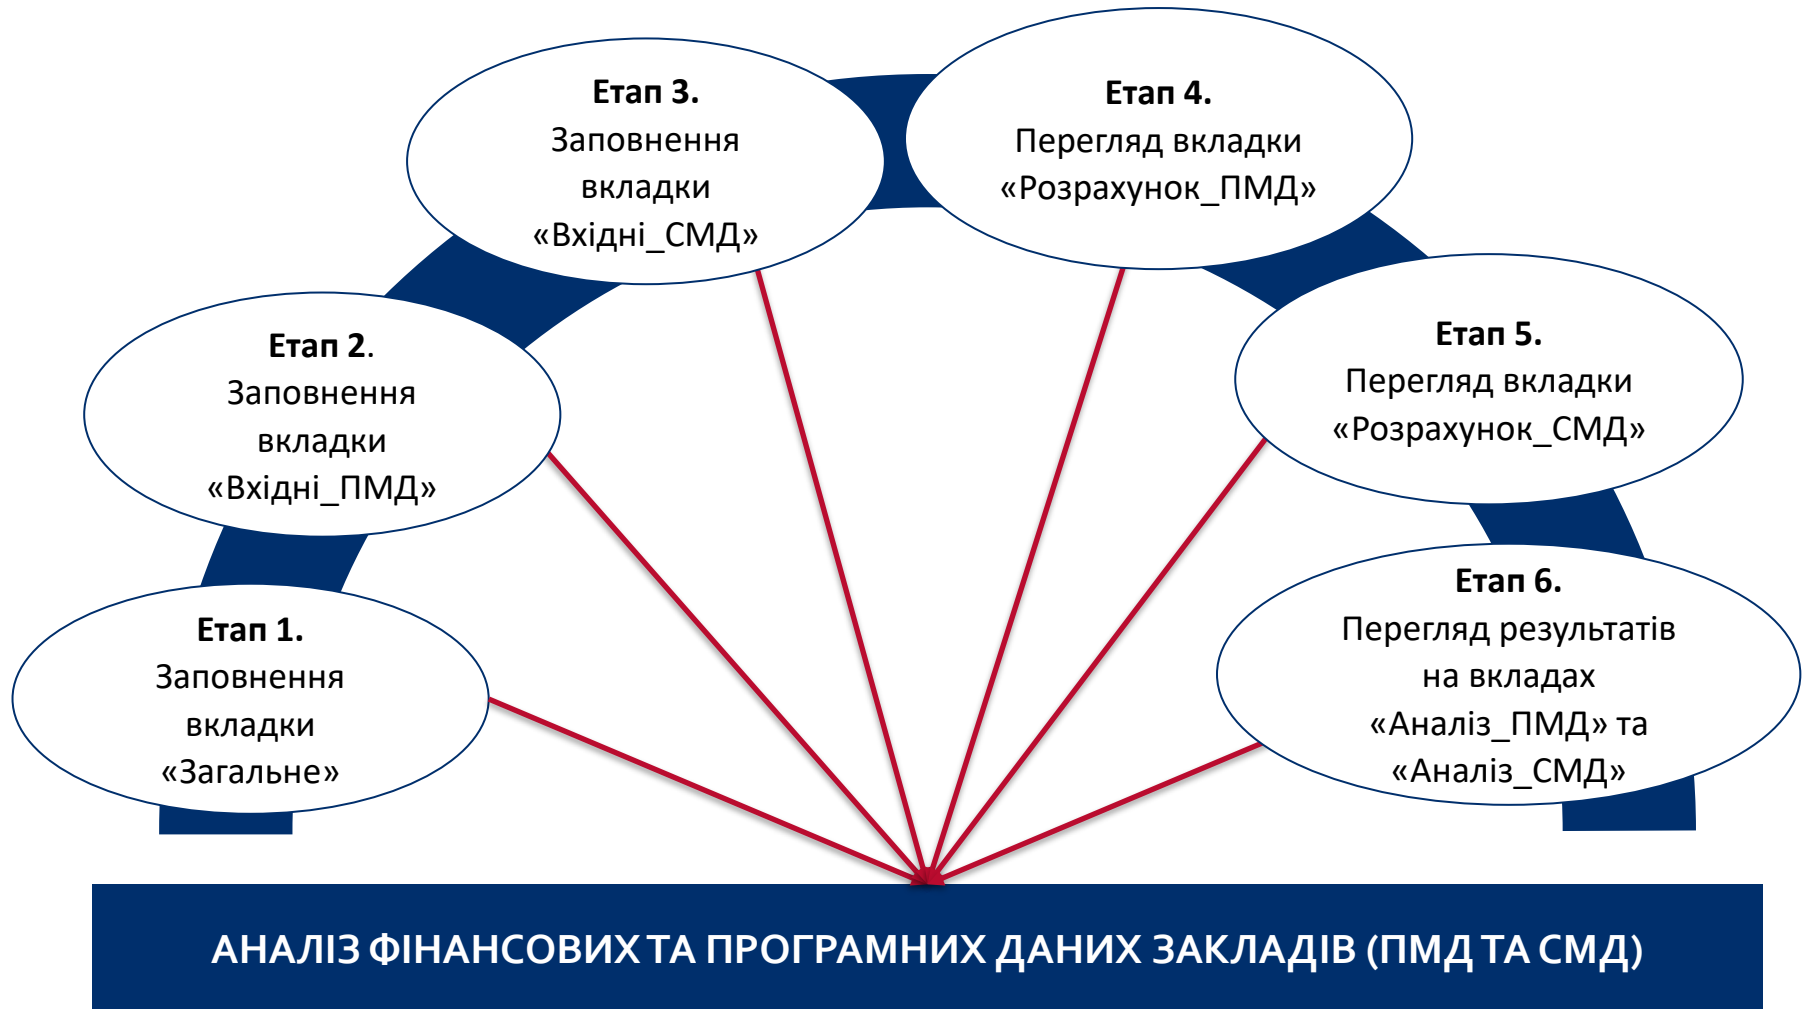 Етап 1.
Заповнення
вкладки
«Загальне»
Етап 2.
Заповнення
вкладки
«Вхідні_ПМД»
Етап 3.
Заповнення
вкладки
«Вхідні_СМД»
Етап 4.
Перегляд вкладки
«Розрахунок_ПМД»
Етап 5.
Перегляд вкладки
«Розрахунок_СМД»
Етап 6.
Перегляд результатів
на вкладах
«Аналіз_ПМД» та
«Аналіз_СМД»
АНАЛІЗ ФІНАНСОВИХ ТА ПРОГРАМНИХ ДАНИХ ЗАКЛАДІВ (ПМД ТА СМД)